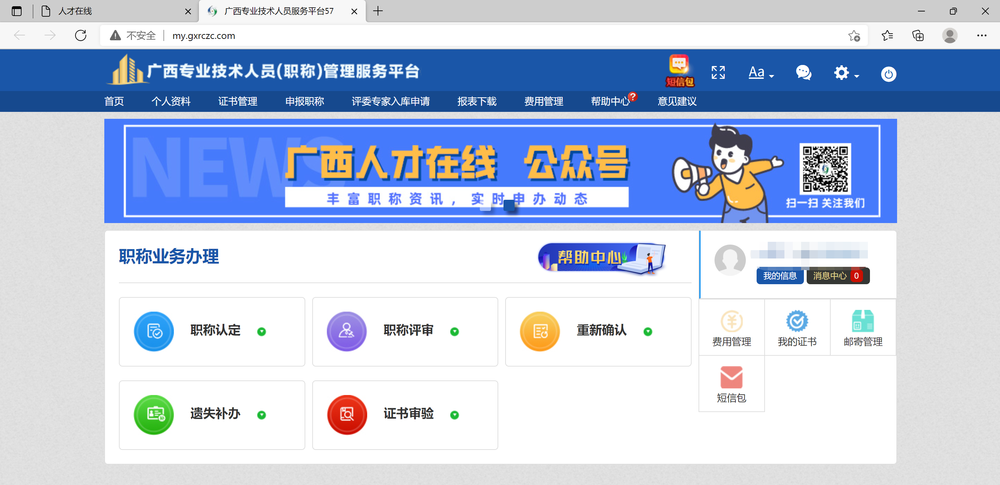 人才在线
广西专业技术人员服务平台57
不安全
my.gxrczc.com
广西专业技术人员(职称)管理服务平台
短信包
Aa
首页 个人资料 证书管理 申报职称 评委专家入库申请 报表下载 费用管理 帮助中心? 意见建议
NEWS
广西人才在线 公众号
丰富职称资讯，实时申办动态
扫一扫 关注我们
职称业务办理
帮助中心
我的信息
消息中心 0
职称认定
职称评审
重新确认
费用管理
我的证书
邮寄管理
遗失补办
证书审验
短信包